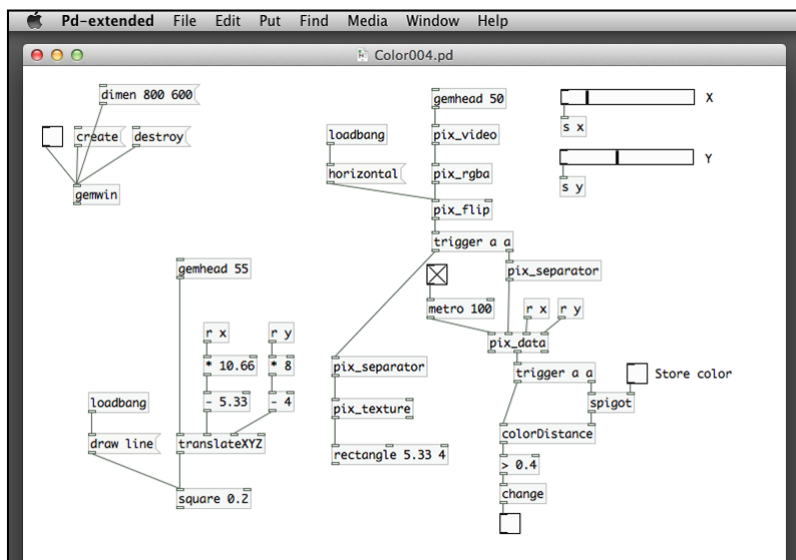 Pd-extended File Edit Put Find Media Window Help
Color004.pd
dimen 800 600
create
destroy
gemwin
gemhead 50
pix_video
loadbang
horizontal
pix_rgba
pix_flip
trigger a a
X
s x
Y
s y
gemhead 55
pix_separator
metro 100
r x
r y
pix_data
r x
r y
* 10.66
* 8
- 5.33
- 4
pix_separator
trigger a a
Store color
spigot
loadbang
pix_texture
draw line
translateXYZ
rectangle 5.33 4
colorDistance
> 0.4
change
square 0.2